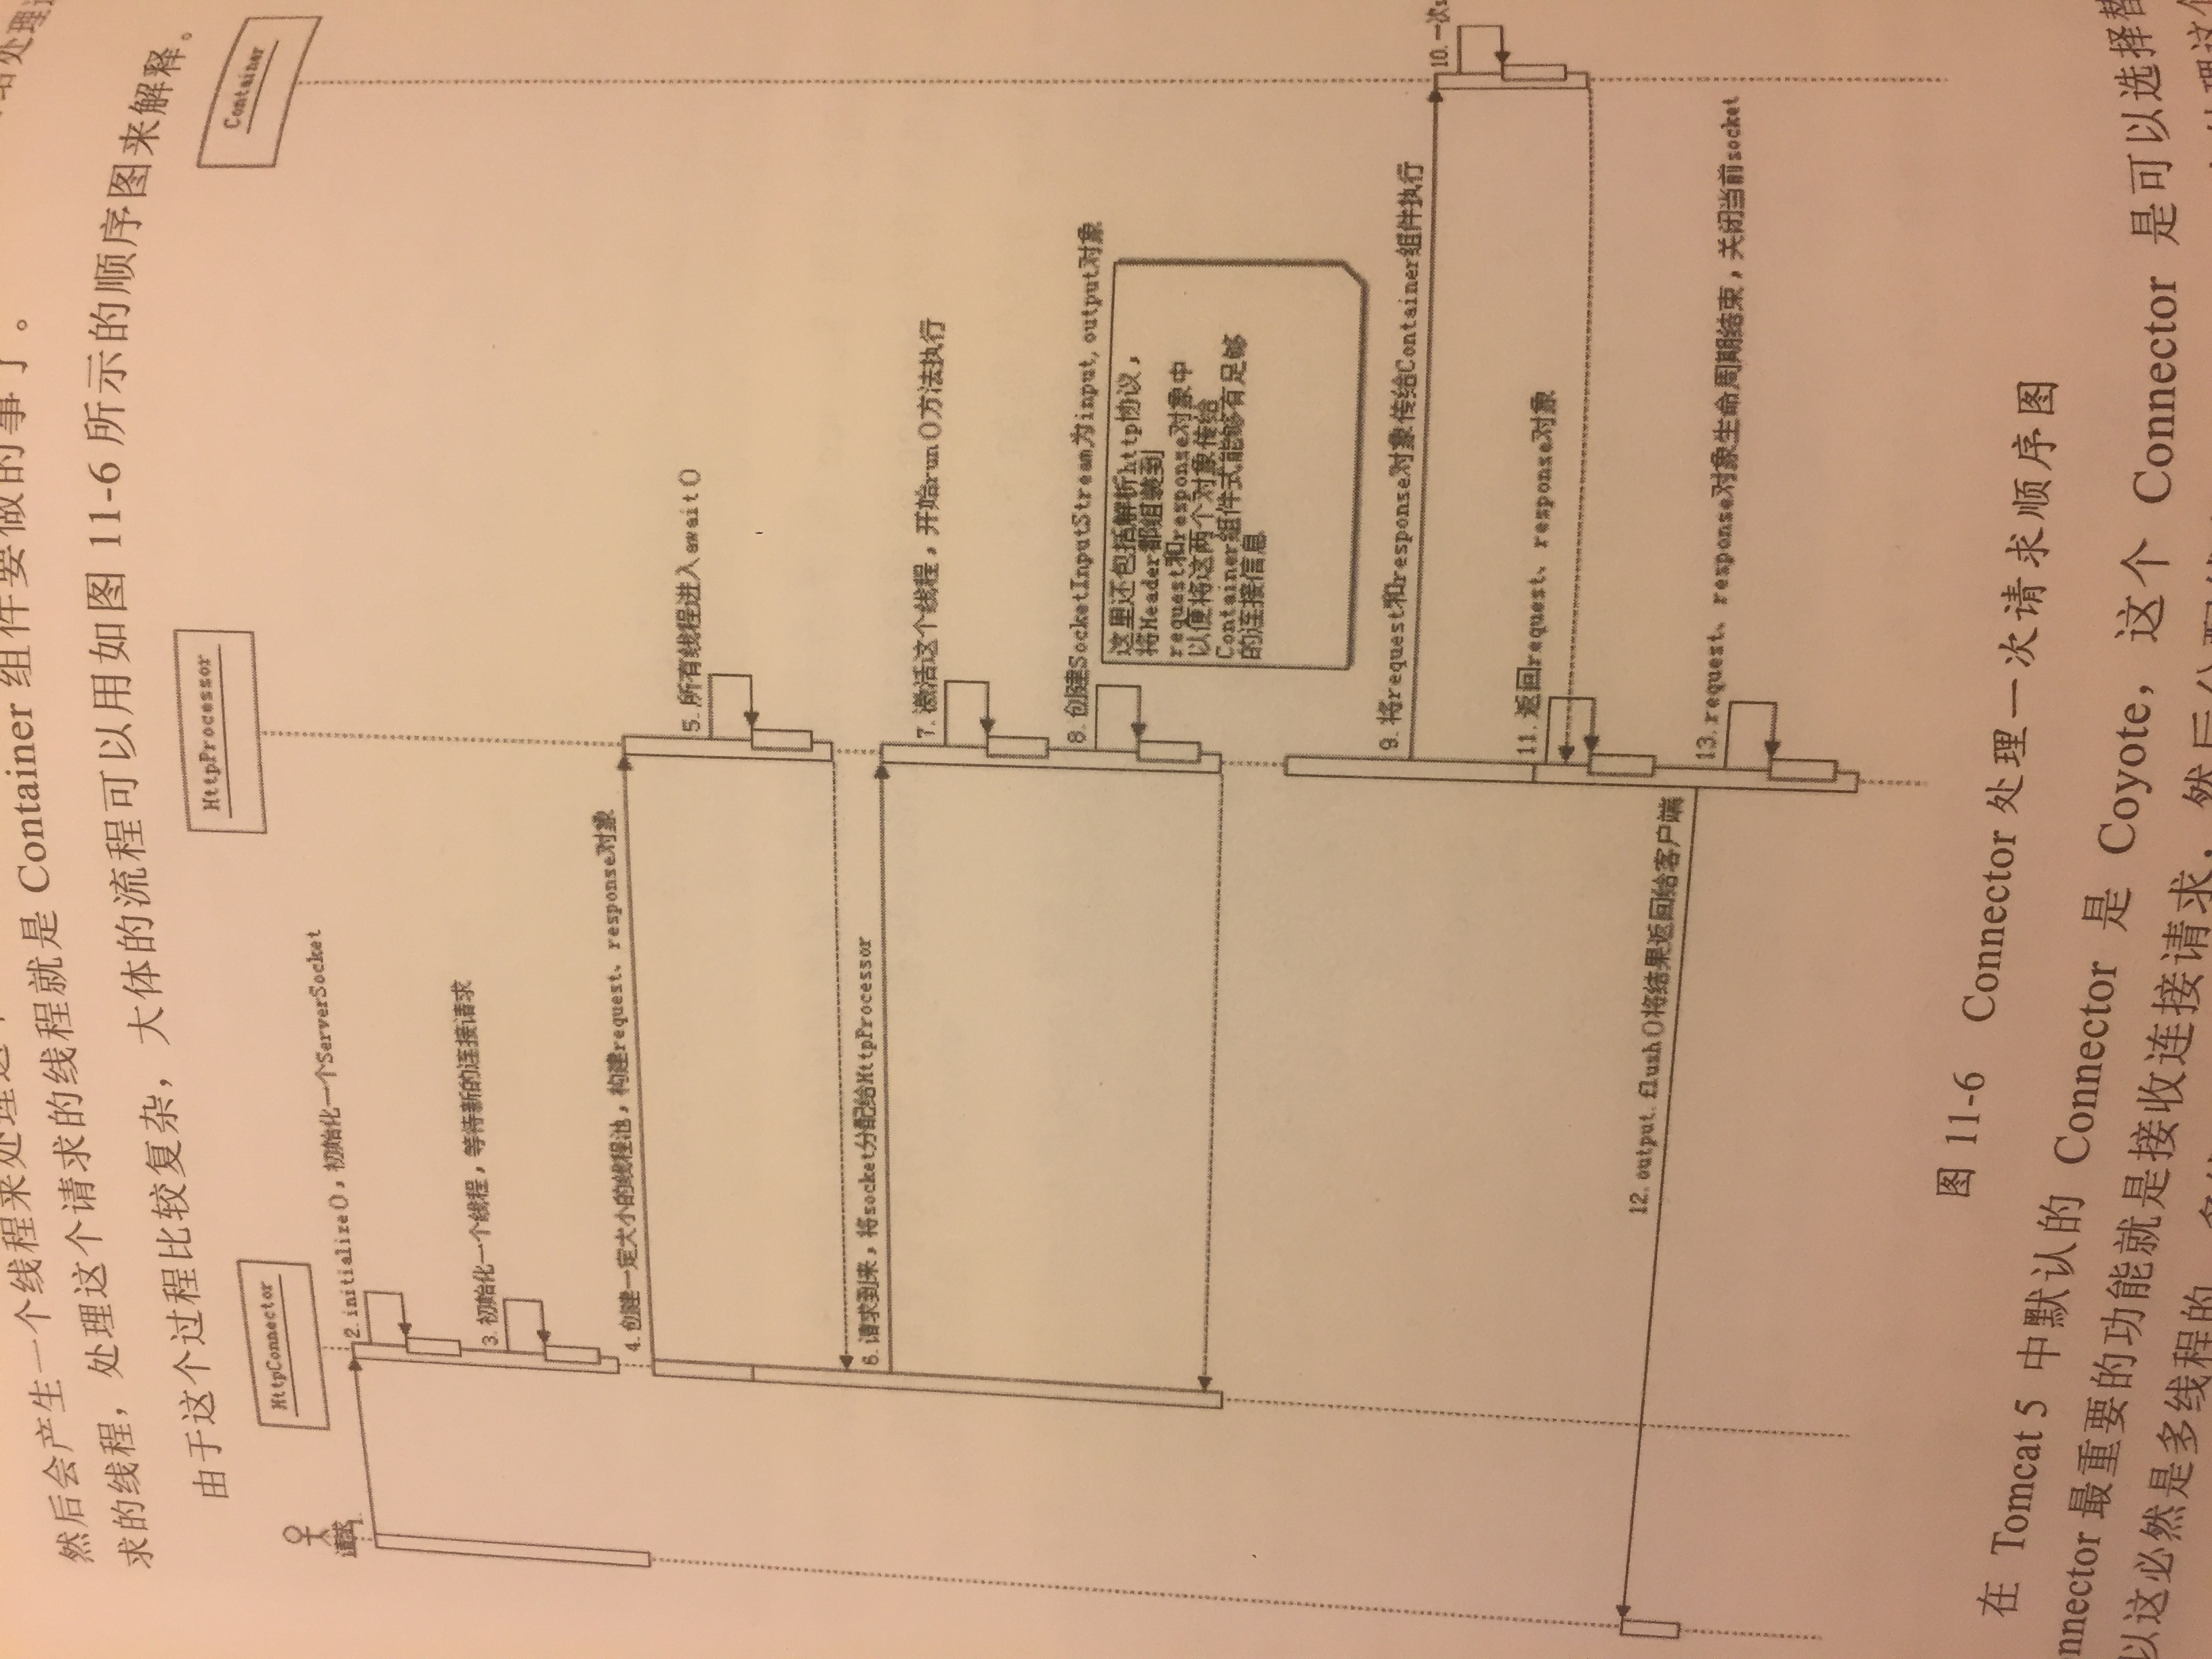 然后会产生一个线程来处理这
求的线程，处理这个请求的线程就是 Container 组件要做的事了。
由于这个过程比较复杂，大体的流程可以用如图 11-6 所示的顺序图来解释。
HttpConnector
HttpProcessor
Container
请求
1.
2.initialize()，初始化一个ServerSocket
3.初始化一个线程，等待新的连接请求
4.创建一定大小的线程池，构建request、response对象
5.所有线程进入await()
6.请求到来，将socket分配给HttpProcessor
7.激活这个线程，开始run()方法执行
8.创建SocketInputStream为input,output对象
这里还包括解析http协议，
将Header都组装到
request和response对象中
以便将这两个对象传给
Container组件式能够有足够
的连接信息
9.将request和response对象传给Container组件执行
10.一次
11.返回request、response对象
12.output.flush()将结果返回给客户端
13.request、response对象生命周期结束，关闭当前socket
图 11-6 Connector 处理一次请求顺序图
在 Tomcat 5 中默认的 Connector 是 Coyote，这个 Connector 是可以选择替
nnector 最重要的功能就是接收连接请求，然后分配线
以这必然是多线程的